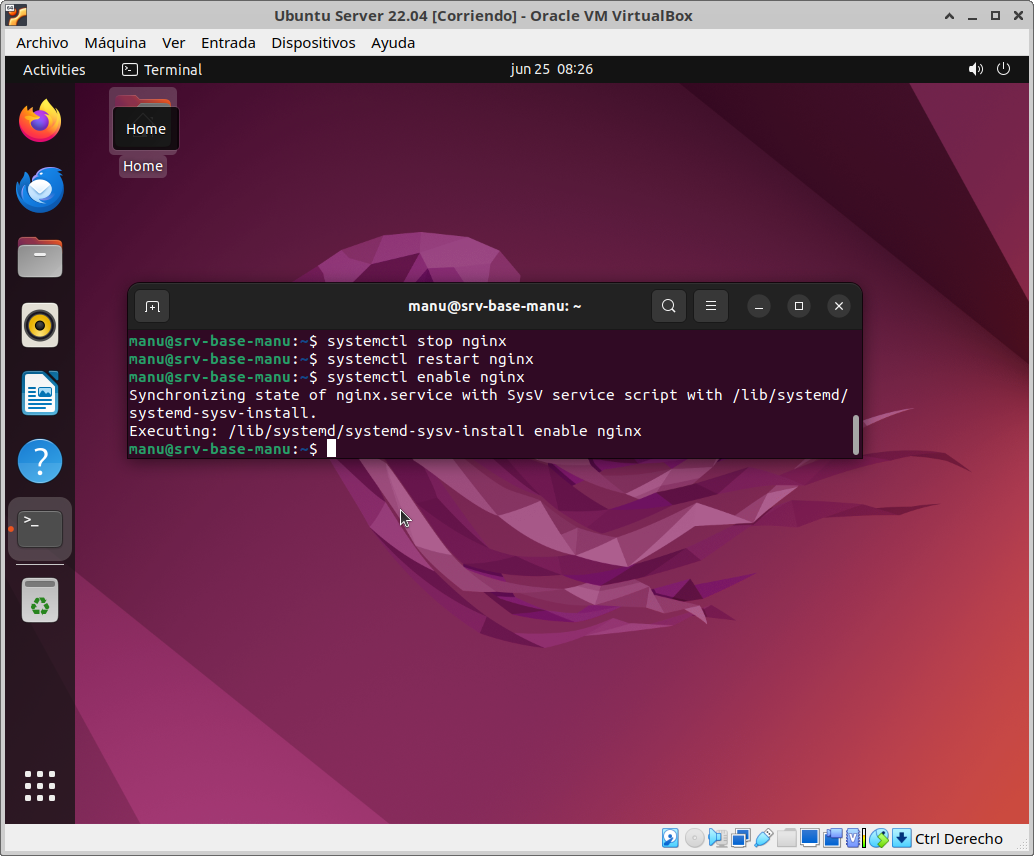 Ubuntu Server 22.04 [Corriendo] - Oracle VM VirtualBox
Archivo Máquina Ver Entrada Dispositivos Ayuda
Activities Terminal jun 25 08:26
Home
Home
manu@srv-base-manu: ~
manu@srv-base-manu:~$ systemctl stop nginx
manu@srv-base-manu:~$ systemctl restart nginx
manu@srv-base-manu:~$ systemctl enable nginx
Synchronizing state of nginx.service with SysV service script with /lib/systemd/
systemd-sysv-install.
Executing: /lib/systemd/systemd-sysv-install enable nginx
manu@srv-base-manu:~$
Ctrl Derecho